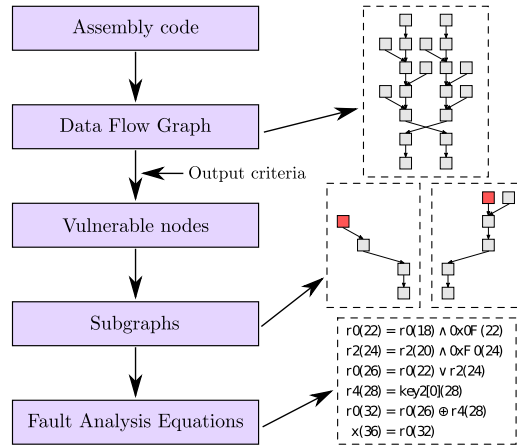 Assembly code
Data Flow Graph
Output criteria
Vulnerable nodes
Subgraphs
Fault Analysis Equations
r0(22) = r0(18) ∧ 0x0F (22)
r2(24) = r2(20) ∧ 0xF 0(24)
r0(26) = r0(22) ∨ r2(24)
r4(28) = key2[0](28)
r0(32) = r0(26) ⊕ r4(28)
x(36) = r0(32)